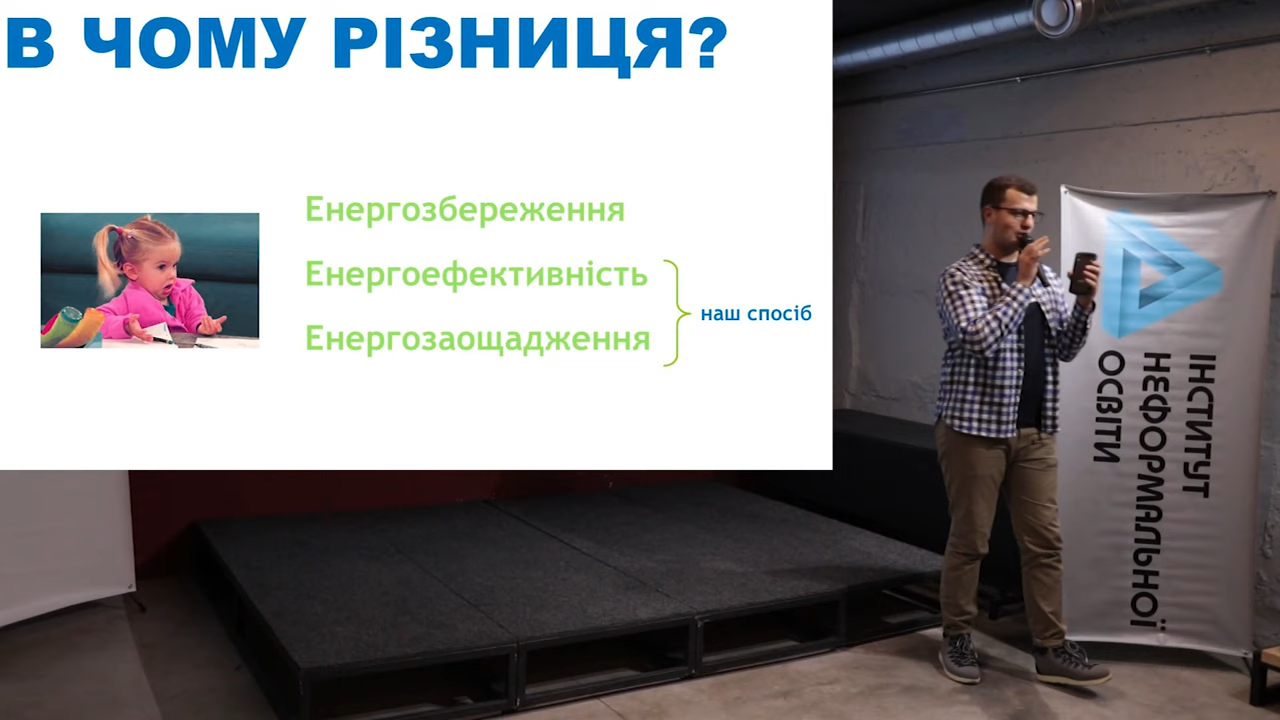 В ЧОМУ РІЗНИЦЯ?
Енергозбереження
Енергоефективність
Енергозаощадження
наш спосіб
ІНСТИТУТ
НЕФОРМАЛЬНОЇ
ОСВІТИ